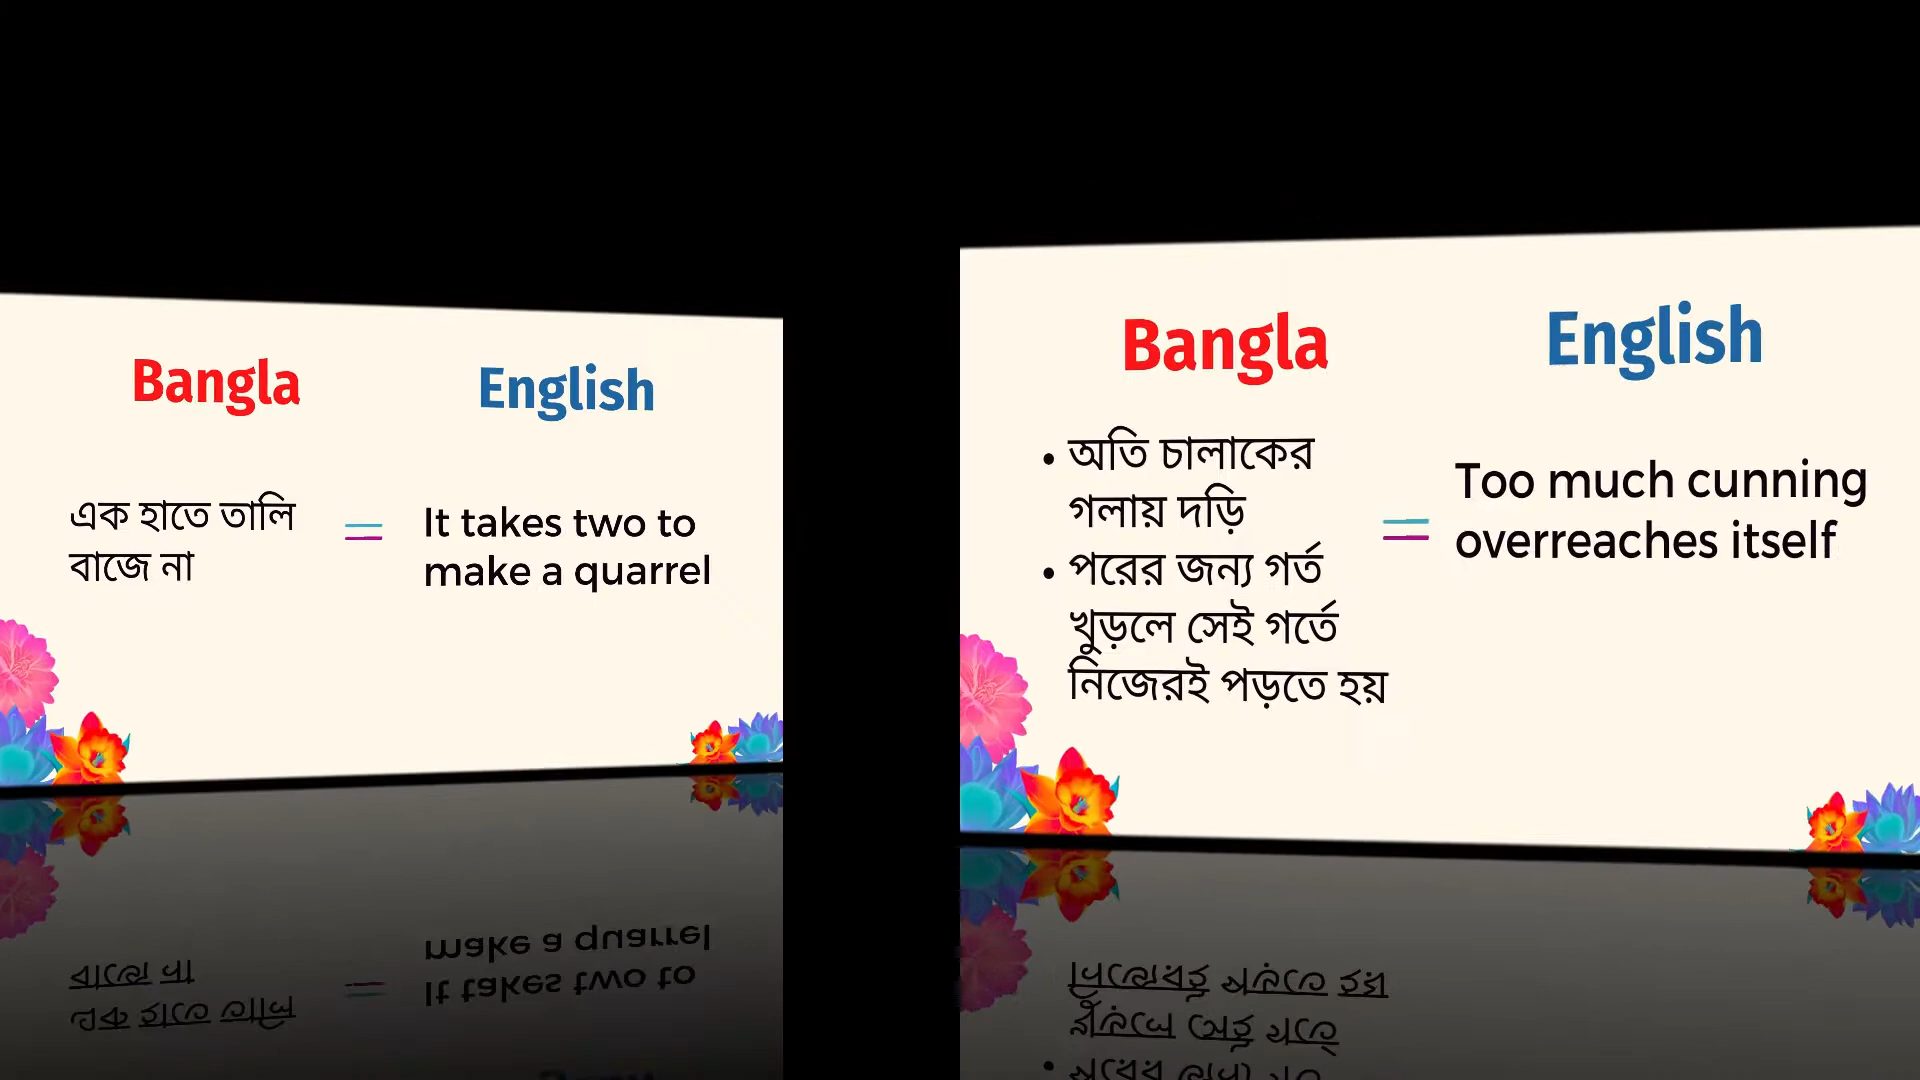 Bangla
English
এক হাতে তালি
বাজে না
=
It takes two to
make a quarrel
Bangla
English
• অতি চালাকের
গলায় দড়ি
• পরের জন্য গর্ত
খুড়লে সেই গর্তে
নিজেরই পড়তে হয়
=
Too much cunning
overreaches itself